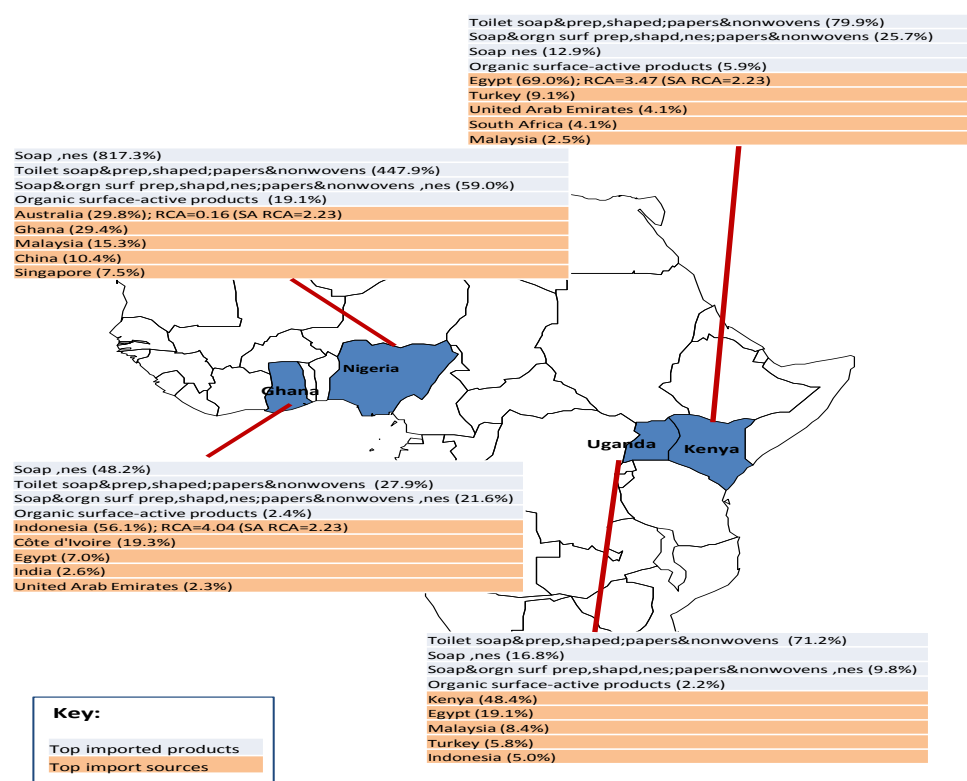 Toilet soap&prep,shaped;papers&nonwovens (79.9%)
Soap&orgn surf prep,shapd,nes;papers&nonwovens (25.7%)
Soap nes (12.9%)
Organic surface-active products (5.9%)
Egypt (69.0%); RCA=3.47 (SA RCA=2.23)
Turkey (9.1%)
United Arab Emirates (4.1%)
South Africa (4.1%)
Malaysia (2.5%)
Soap ,nes (817.3%)
Toilet soap&prep,shaped;papers&nonwovens (447.9%)
Soap&orgn surf prep,shapd,nes;papers&nonwovens ,nes (59.0%)
Organic surface-active products (19.1%)
Australia (29.8%); RCA=0.16 (SA RCA=2.23)
Ghana (29.4%)
Malaysia (15.3%)
China (10.4%)
Singapore (7.5%)
Nigeria
Ghana
Uganda
Kenya
Soap ,nes (48.2%)
Toilet soap&prep,shaped;papers&nonwovens (27.9%)
Soap&orgn surf prep,shapd,nes;papers&nonwovens ,nes (21.6%)
Organic surface-active products (2.4%)
Indonesia (56.1%); RCA=4.04 (SA RCA=2.23)
Côte d'Ivoire (19.3%)
Egypt (7.0%)
India (2.6%)
United Arab Emirates (2.3%)
Toilet soap&prep,shaped;papers&nonwovens (71.2%)
Soap ,nes (16.8%)
Soap&orgn surf prep,shapd,nes;papers&nonwovens ,nes (9.8%)
Organic surface-active products (2.2%)
Kenya (48.4%)
Egypt (19.1%)
Malaysia (8.4%)
Turkey (5.8%)
Indonesia (5.0%)
Key:
Top imported products
Top import sources